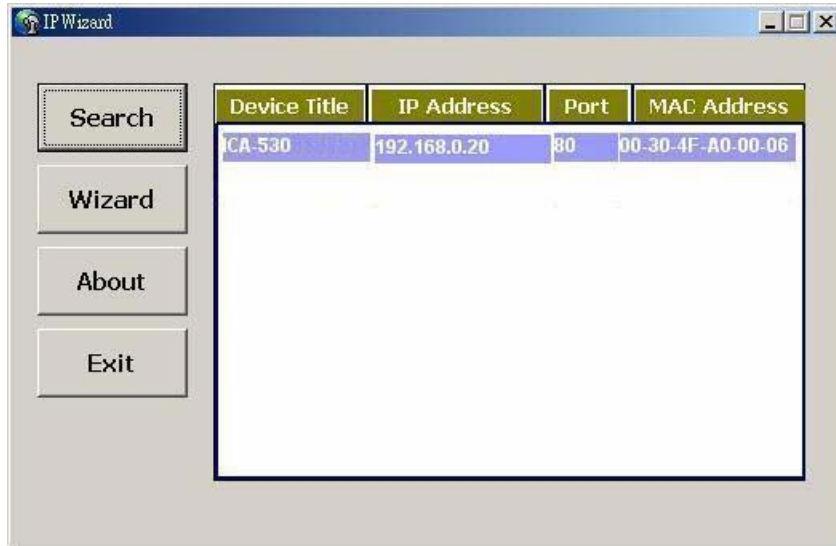 IP Wizard
Search
Wizard
About
Exit
Device Title IP Address Port MAC Address
ICA-530 192.168.0.20 80 00-30-4F-A0-00-06